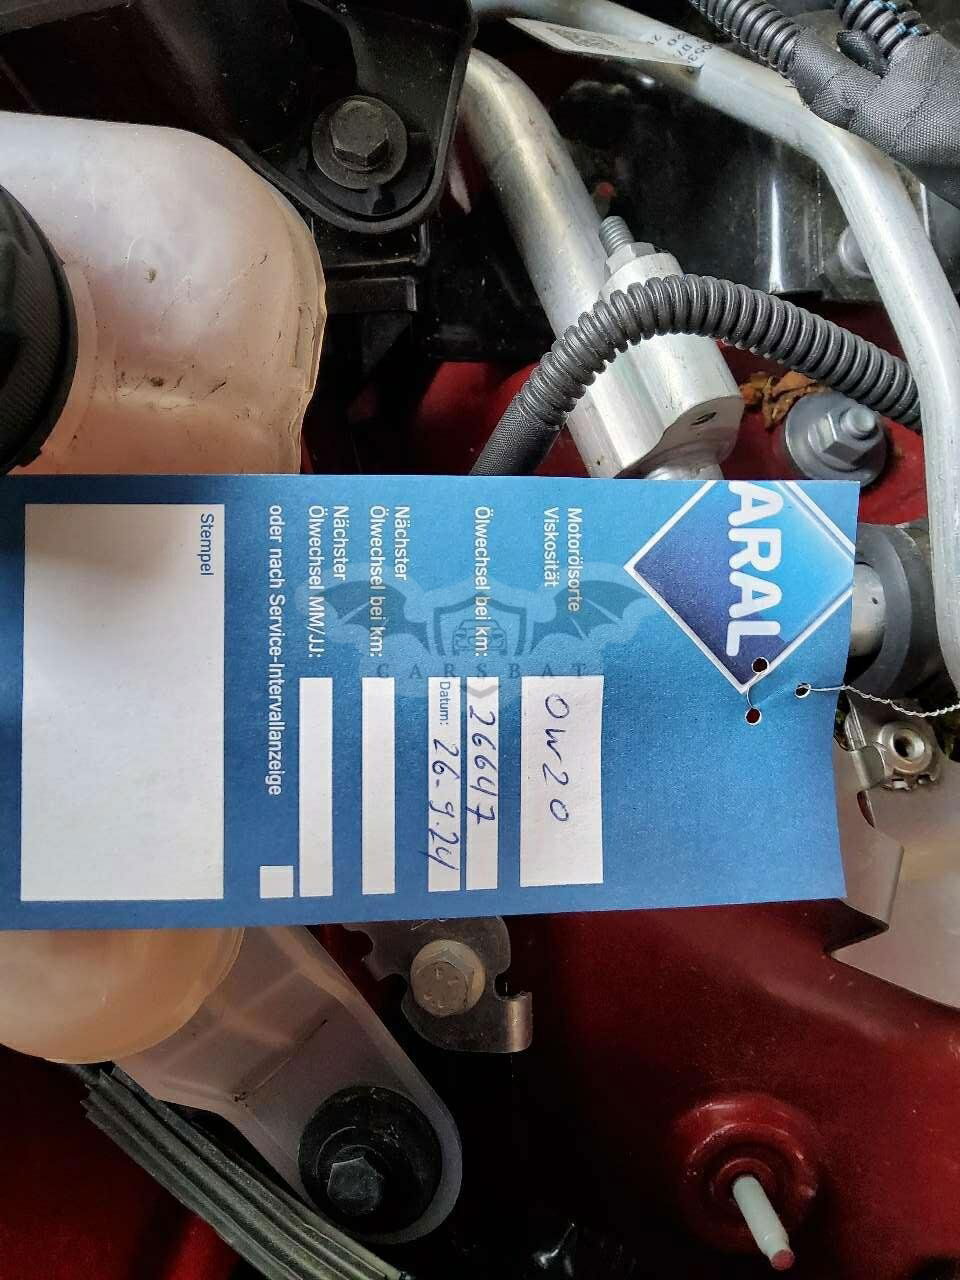 ARAL
Motorölsorte
Viskosität
0W20
Ölwechsel bei km:
26647
Datum: 26-9.24
Nächster
Ölwechsel bei km:
Nächster
Ölwechsel MM/JJ:
oder nach Service-Intervallanzeige
Stempel
CARSBAT